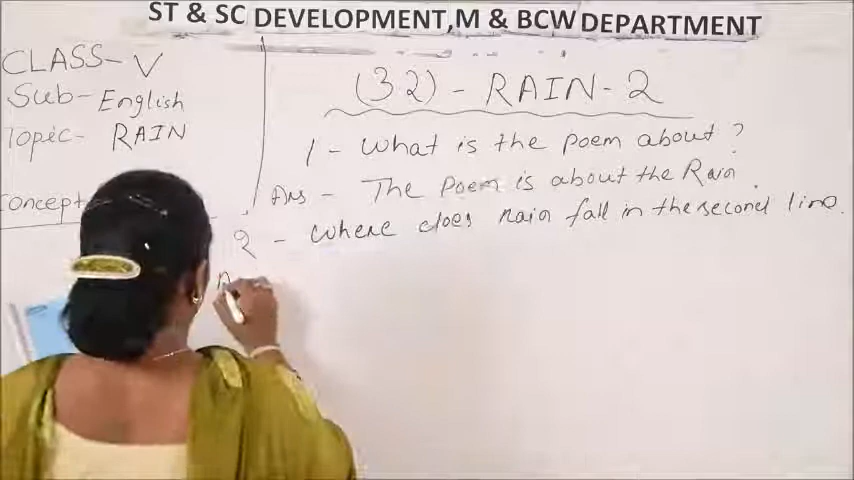 ST & SC DEVELOPMENT,M & BCW DEPARTMENT
CLASS- V
Sub- English
Topic- RAIN
Concept
(32) - RAIN - 2
1 - What is the poem about ?
Ans - The Poem is about the Rain.
2 - Where does rain fall in the second line.
A